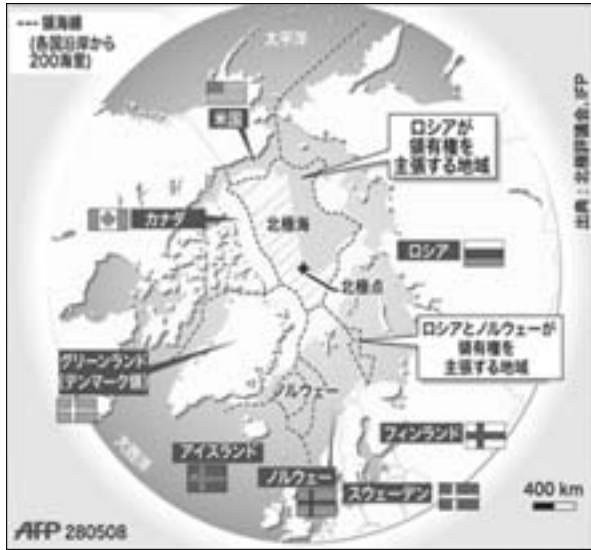 領海線
(各国沿岸から
200海里)
太平洋
米国
ロシアが
領有権を
主張する地域
カナダ
北極海
ロシア
北極点
ロシアとノルウェーが
領有権を
主張する地域
グリーンランド
(デンマーク領)
ノルウェー
大西洋
アイスランド
フィンランド
ノルウェー
スウェーデン
400 km
AFP 280508
出典：北極評議会、IFP